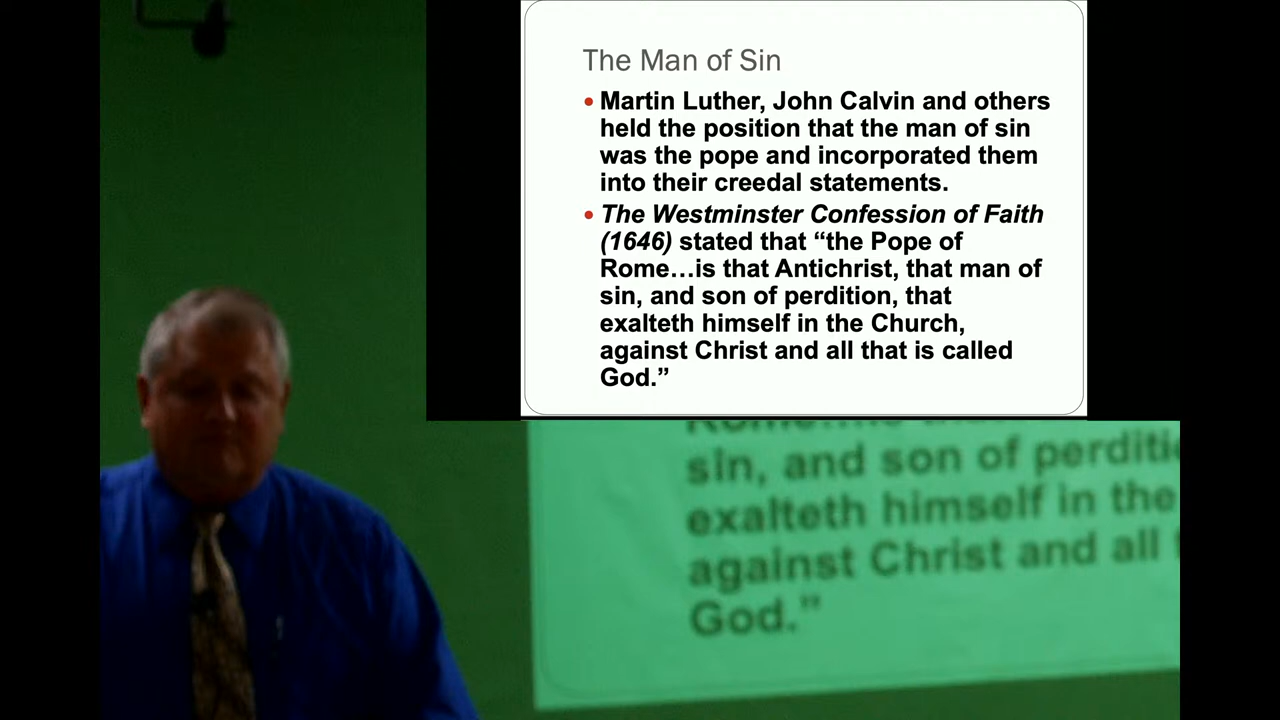 The Man of Sin
• Martin Luther, John Calvin and others
held the position that the man of sin
was the pope and incorporated them
into their creedal statements.
• The Westminster Confession of Faith
(1646) stated that “the Pope of
Rome…is that Antichrist, that man of
sin, and son of perdition, that
exalteth himself in the Church,
against Christ and all that is called
God.”
sin, and son of
exalteth himself in the
against Christ and all
God."